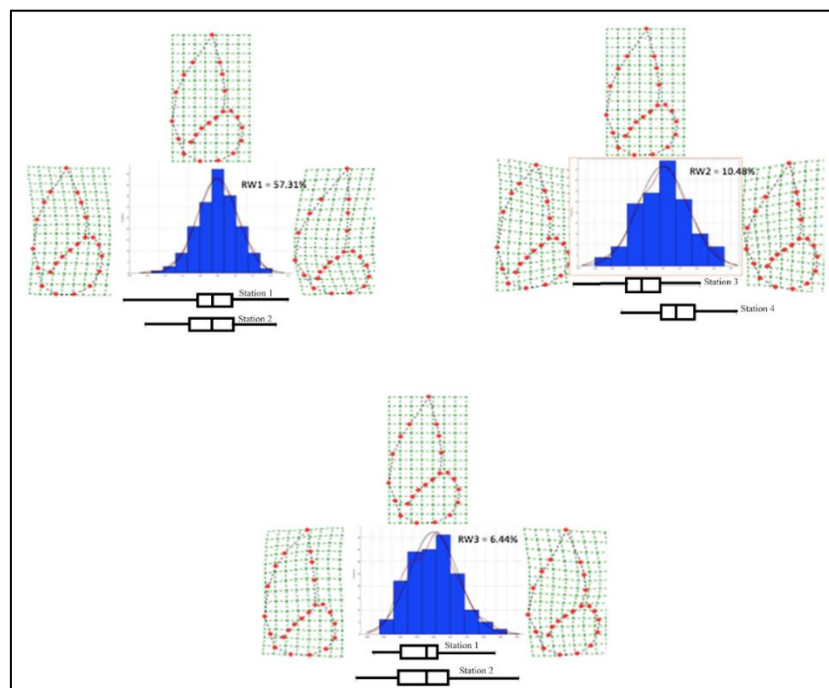 RW1 = 57.31%
Station 1
Station 2
RW2 = 10.48%
Station 3
Station 4
RW3 = 6.44%
Station 1
Station 2